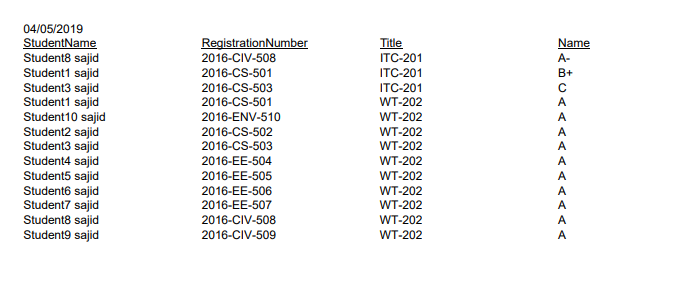 04/05/2019
StudentName RegistrationNumber Title Name
Student8 sajid 2016-CIV-508 ITC-201 A-
Student1 sajid 2016-CS-501 ITC-201 B+
Student3 sajid 2016-CS-503 ITC-201 C
Student1 sajid 2016-CS-501 WT-202 A
Student10 sajid 2016-ENV-510 WT-202 A
Student2 sajid 2016-CS-502 WT-202 A
Student3 sajid 2016-CS-503 WT-202 A
Student4 sajid 2016-EE-504 WT-202 A
Student5 sajid 2016-EE-505 WT-202 A
Student6 sajid 2016-EE-506 WT-202 A
Student7 sajid 2016-EE-507 WT-202 A
Student8 sajid 2016-CIV-508 WT-202 A
Student9 sajid 2016-CIV-509 WT-202 A